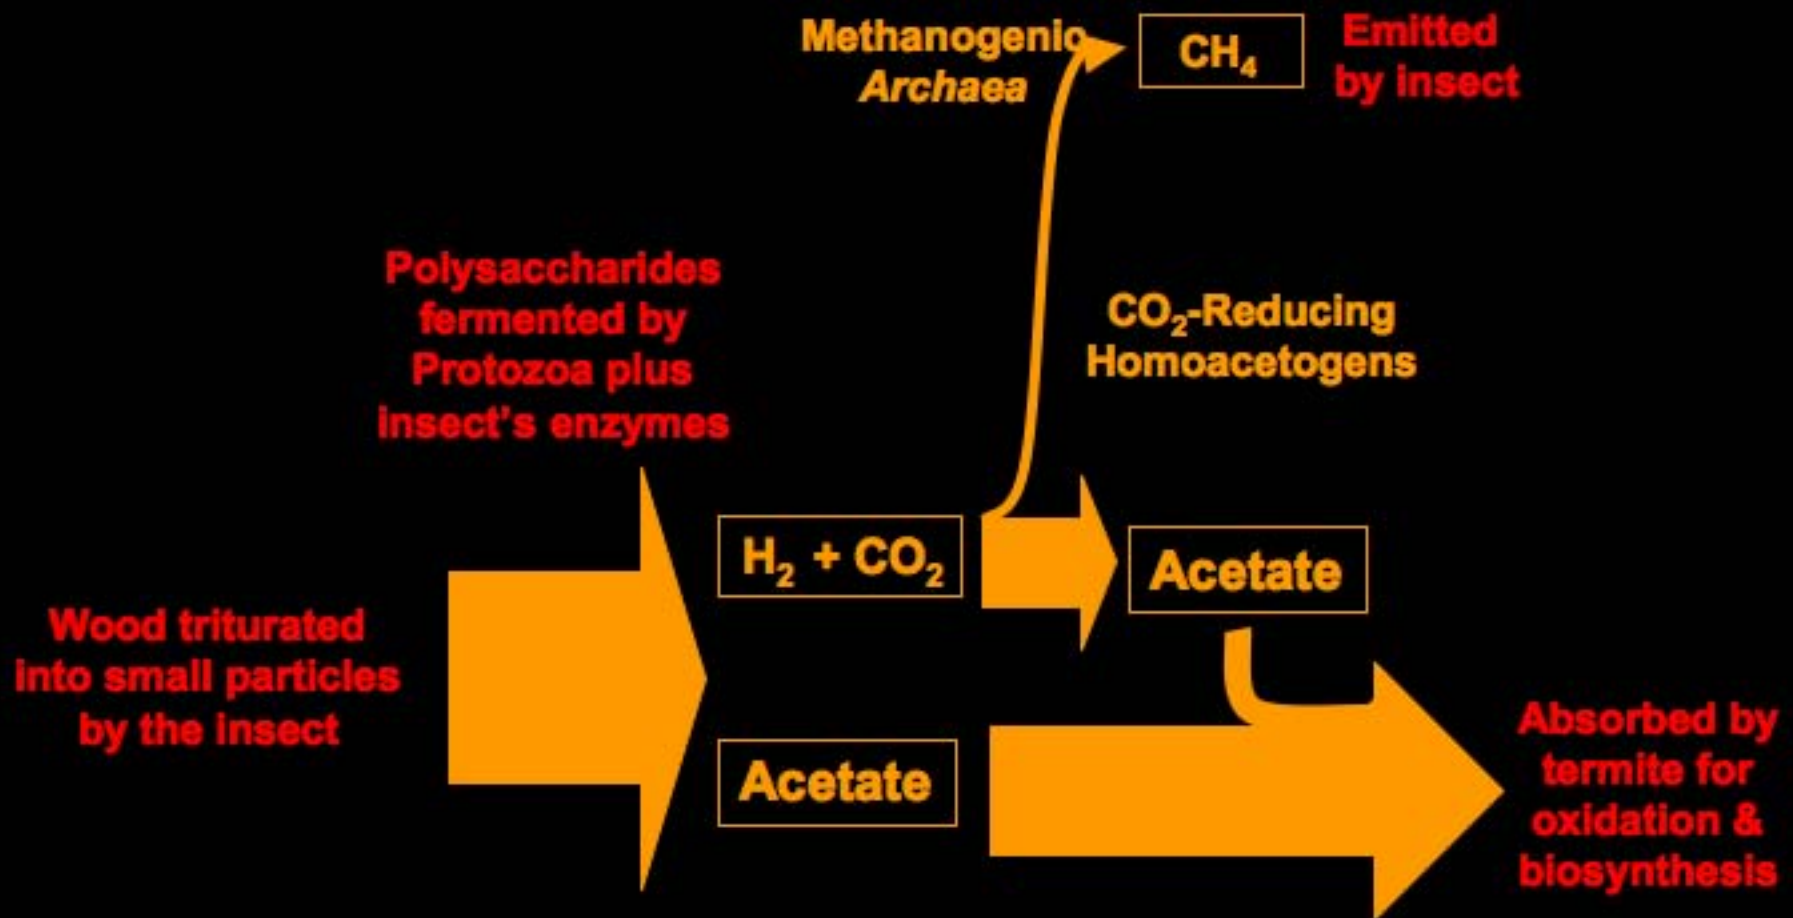 Methanogenic
Archaea
CH₄
Emitted
by insect
Polysaccharides
fermented by
Protozoa plus
insect's enzymes
CO₂-Reducing
Homoacetogens
H₂ + CO₂
Acetate
Wood triturated
into small particles
by the insect
Acetate
Absorbed by
termite for
oxidation &
biosynthesis